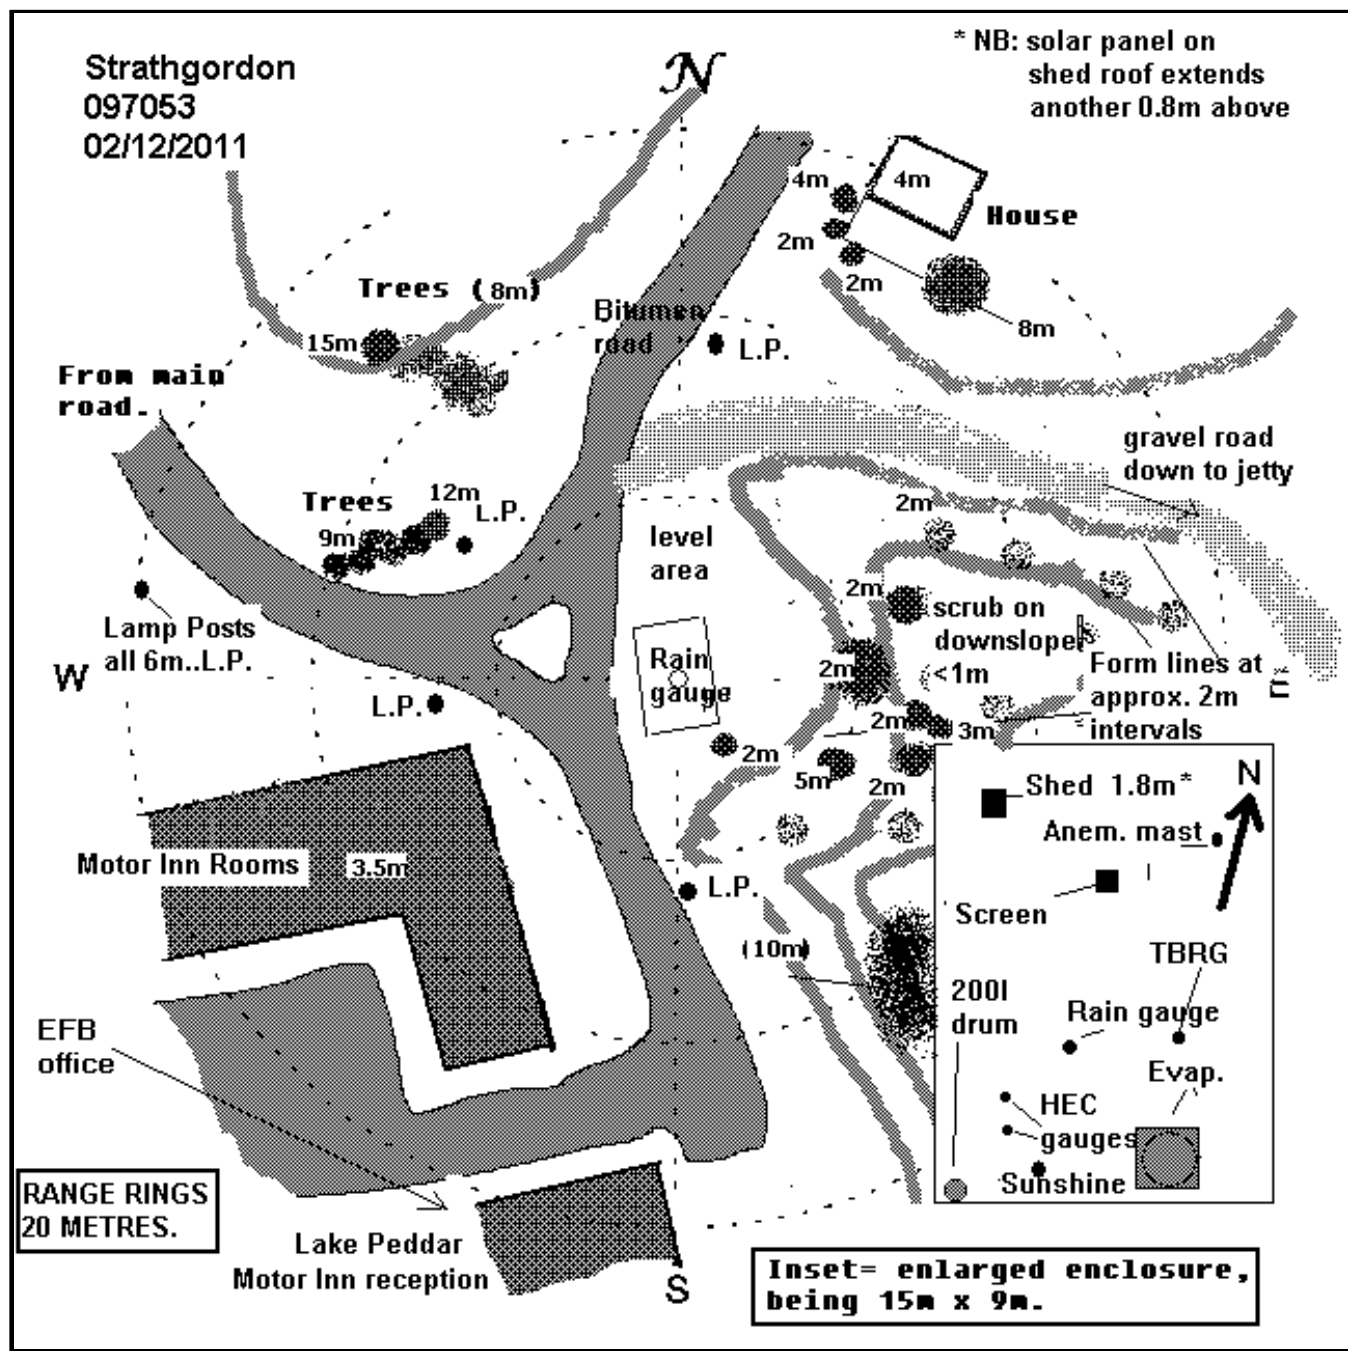 Strathgordon
097053
02/12/2011
N
* NB: solar panel on
shed roof extends
another 0.8m above
4m
4m
House
2m
2m
8m
Trees (8m)
15m
Bitumen
road
L.P.
From main
road.
gravel road
down to jetty
Trees
12m
L.P.
9m
2m
level
area
2m
scrub on
downslope
<1m
Lamp Posts
all 6m..L.P.
W
Rain
gauge
2m
Form lines at
approx. 2m
intervals
E
L.P.
2m
3m
2m
5m
2m
Motor Inn Rooms
3.5m
L.P.
(10m)
Shed 1.8m*
N
Anem. mast
Screen
TBRG
200l
drum
Rain gauge
Evap.
HEC
gauges
Sunshine
EFB
office
RANGE RINGS
20 METRES.
Lake Peddar
Motor Inn reception
S
Inset= enlarged enclosure,
being 15m x 9m.